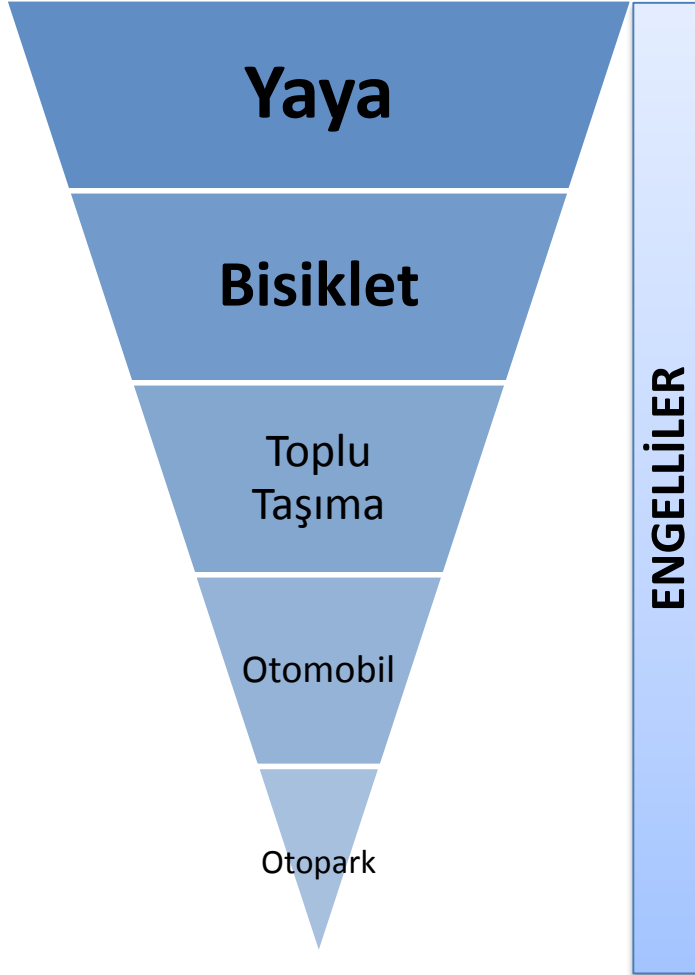 Yaya
Bisiklet
Toplu
Taşıma
Otomobil
Otopark
ENGELLİLER